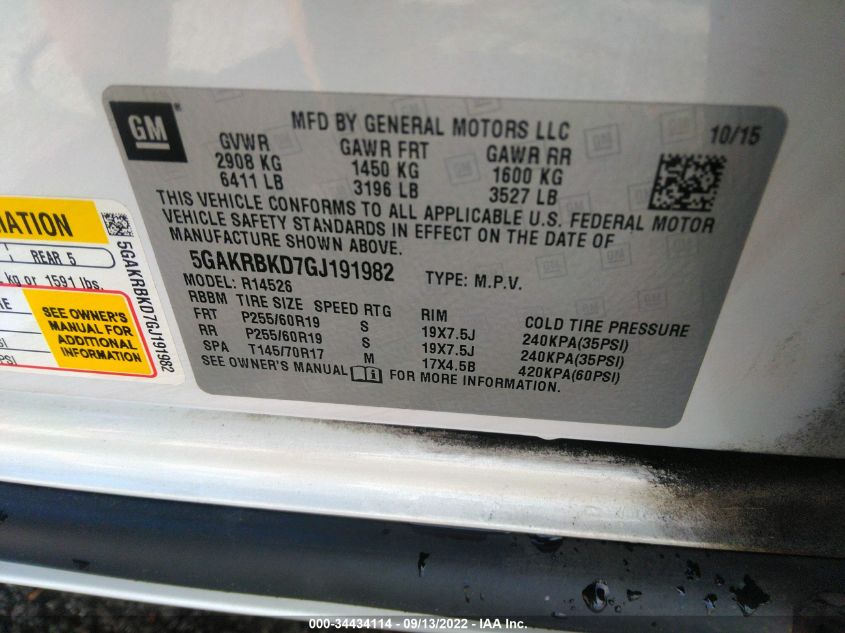 GM
MFD BY GENERAL MOTORS LLC
10/15
GVWR GAWR FRT GAWR RR
2908 KG 1450 KG 1600 KG
6411 LB 3196 LB 3527 LB
THIS VEHICLE CONFORMS TO ALL APPLICABLE U.S. FEDERAL MOTOR
VEHICLE SAFETY STANDARDS IN EFFECT ON THE DATE OF
MANUFACTURE SHOWN ABOVE.
5GAKRBKD7GJ191982 TYPE: M.P.V.
MODEL: R14526
RBBM TIRE SIZE SPEED RTG RIM COLD TIRE PRESSURE
FRT P255/60R19 S 19X7.5J 240KPA(35PSI)
RR P255/60R19 S 19X7.5J 240KPA(35PSI)
SPA T145/70R17 M 17X4.5B 420KPA(60PSI)
SEE OWNER'S MANUAL FOR MORE INFORMATION.
REAR 5
kg or 1591 lbs.
SEE OWNER'S
MANUAL FOR
ADDITIONAL
INFORMATION
5GAKRBKD7GJ191982
000-34434114 - 09/13/2022 - IAA Inc.